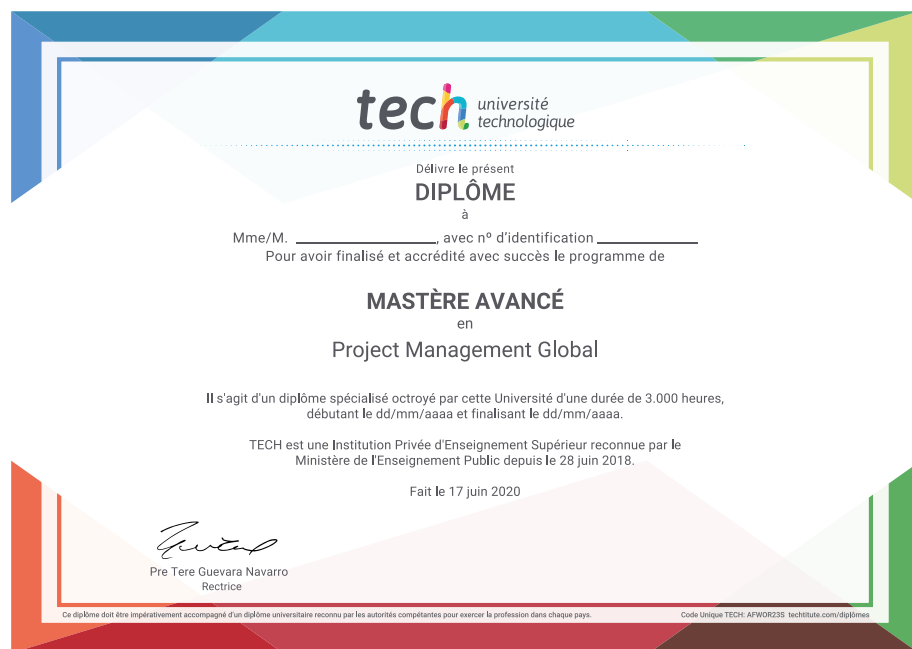 tech université
technologique
Délivre le présent
DIPLÔME
à
Mme/M. ____________, avec nº d'identification ____________
Pour avoir finalisé et accrédité avec succès le programme de
MASTÈRE AVANCÉ
en
Project Management Global
Il s'agit d'un diplôme spécialisé octroyé par cette Université d'une durée de 3.000 heures,
débutant le dd/mm/aaaa et finalisant le dd/mm/aaaa.
TECH est une Institution Privée d'Enseignement Supérieur reconnue par le
Ministère de l'Enseignement Public depuis le 28 juin 2018.
Fait le 17 juin 2020
Pre Tere Guevara Navarro
Rectrice
Ce diplôme doit être impérativement accompagné d'un diplôme universitaire reconnu par les autorités compétentes pour exercer la profession dans chaque pays.
Code Unique TECH: AFWOR23S techtitute.com/diplômes